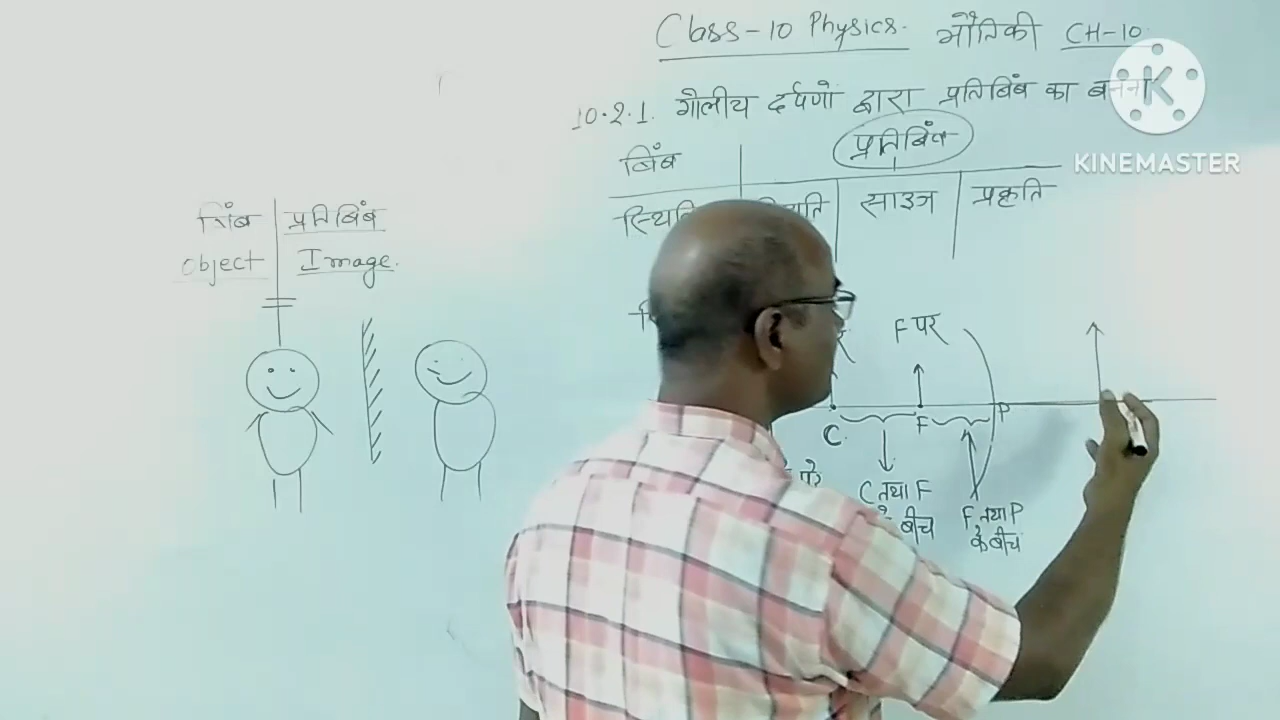 Class-10 Physics. भौतिकी CH-10.
10.2.1. गोलीय दर्पणो द्वारा प्रतिबिंब का बनना
KINEMASTER
बिंब
प्रतिबिंब
साइज
प्रकृति
बिंब
प्रतिबिंब
object
Image.
F पर
C
F
P
C तथा F
के बीच
F तथा P
के बीच